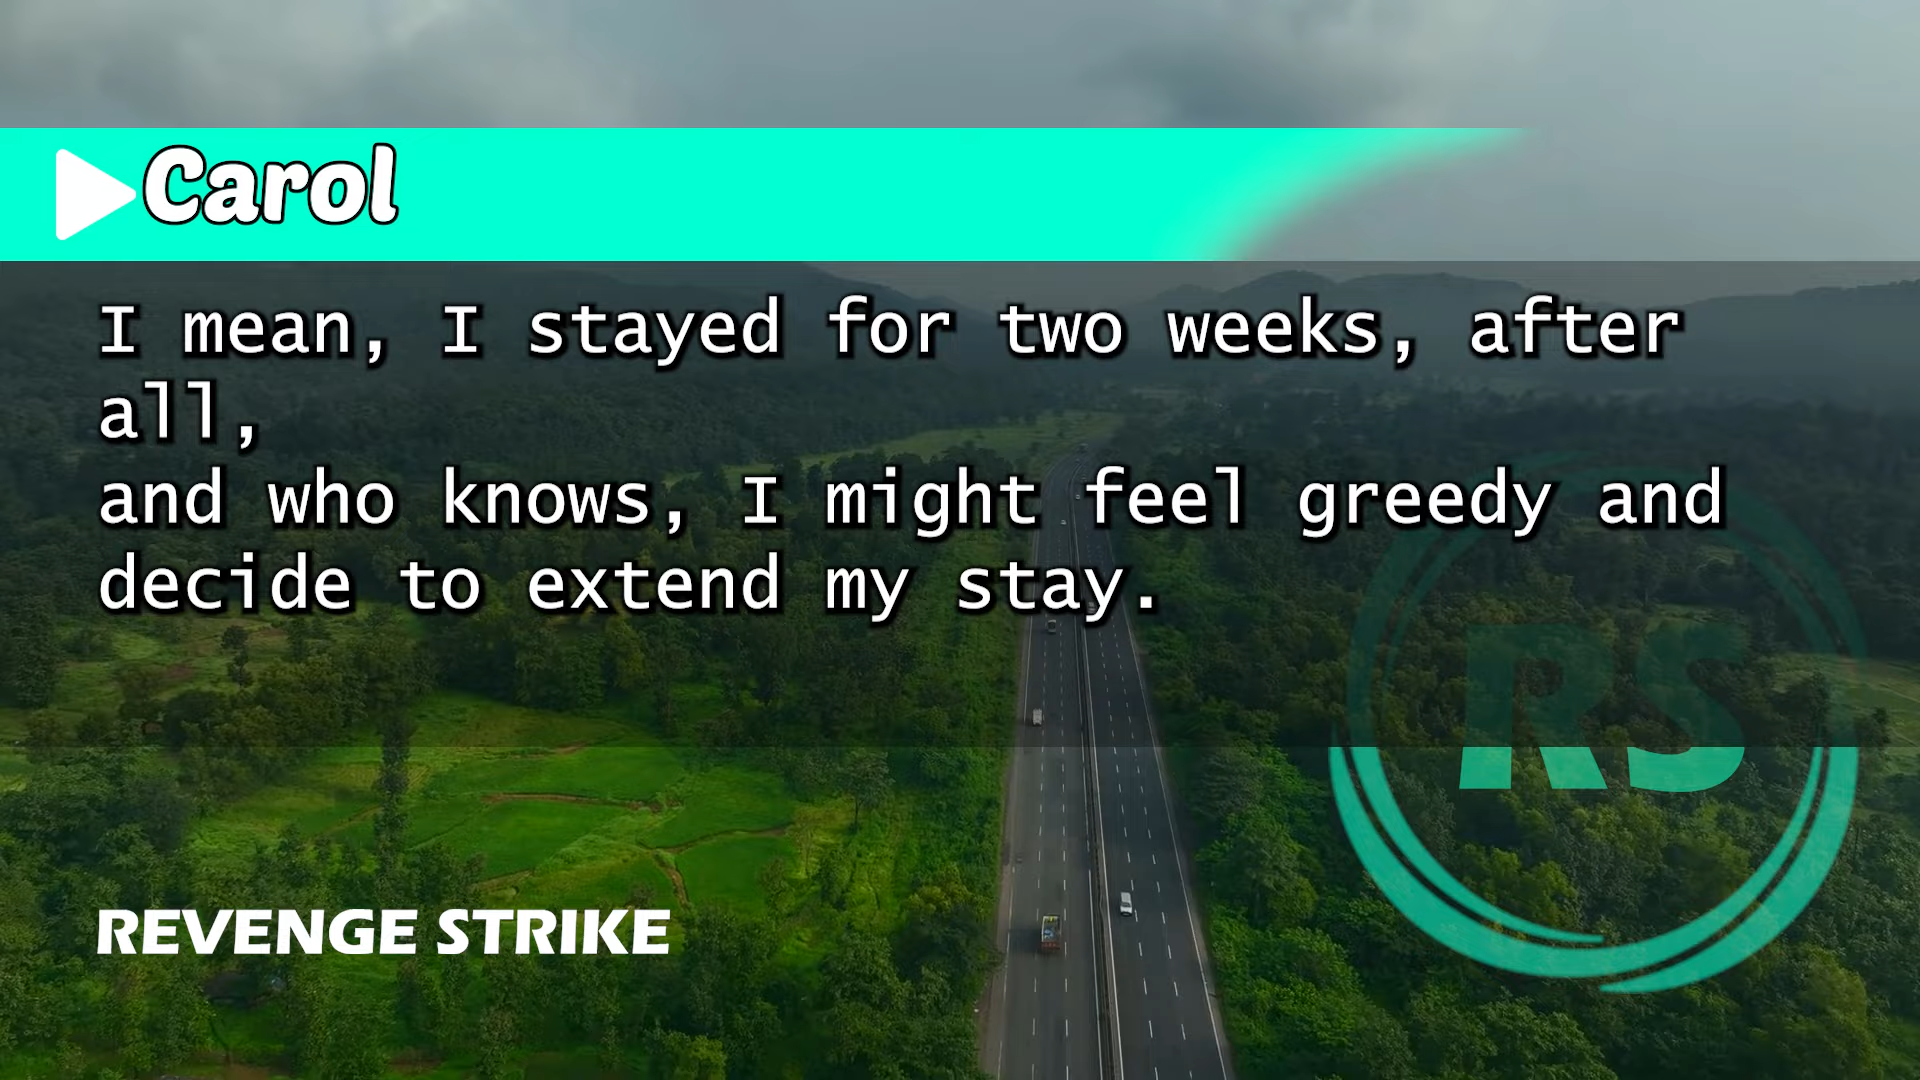 Carol
I mean, I stayed for two weeks, after
all,
and who knows, I might feel greedy and
decide to extend my stay.
RS
REVENGE STRIKE